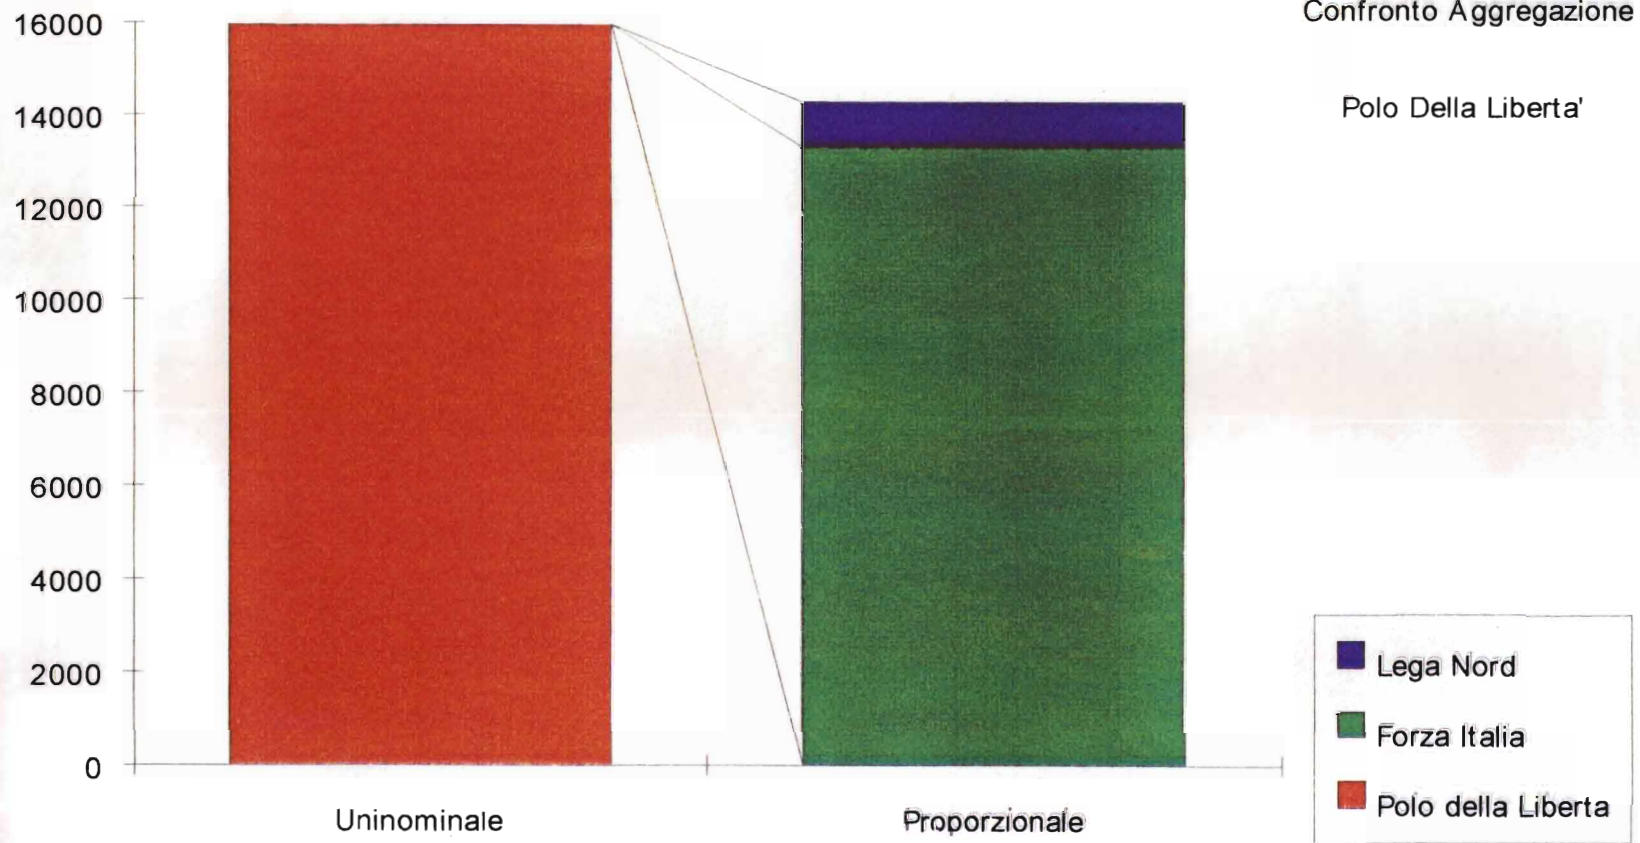 Confronto Aggregazione
Polo Della Liberta'
16000
14000
12000
10000
8000
6000
4000
2000
0
Uninominale
Proporzionale
Lega Nord
Forza Italia
Polo della Liberta